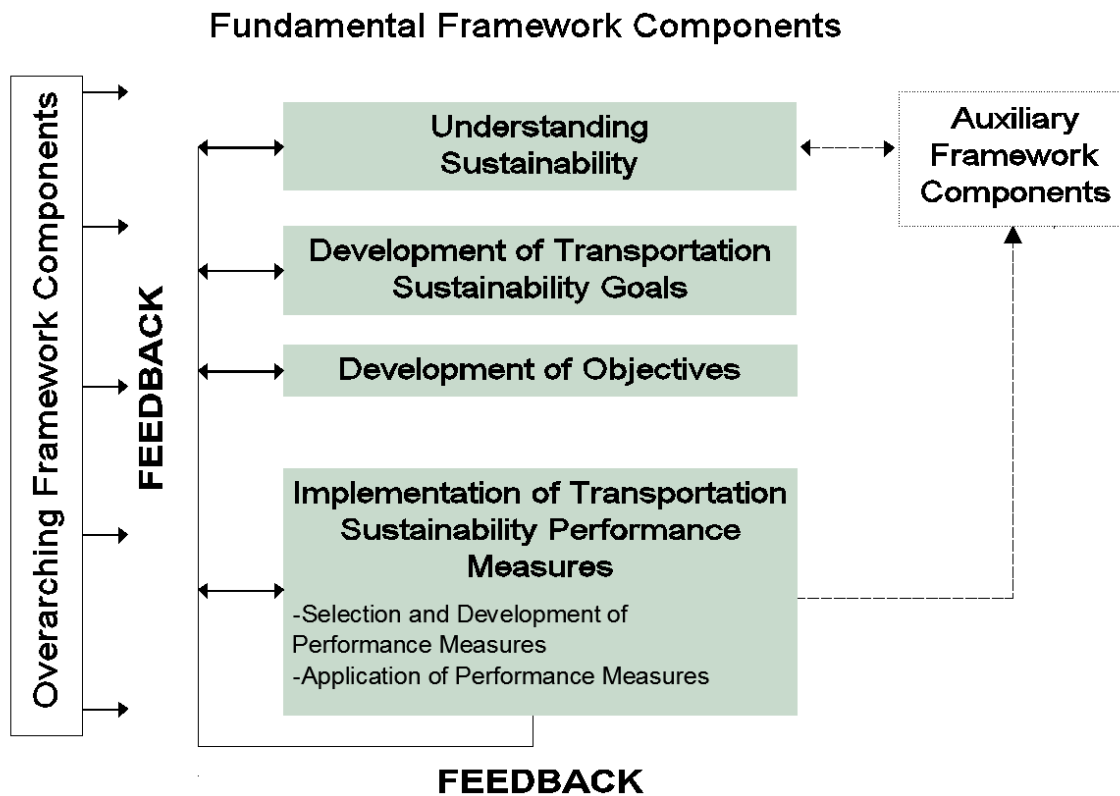 Fundamental Framework Components
Overarching Framework Components
FEEDBACK
Understanding
Sustainability
Auxiliary
Framework
Components
Development of Transportation
Sustainability Goals
Development of Objectives
Implementation of Transportation
Sustainability Performance
Measures
-Selection and Development of
Performance Measures
-Application of Performance Measures
FEEDBACK